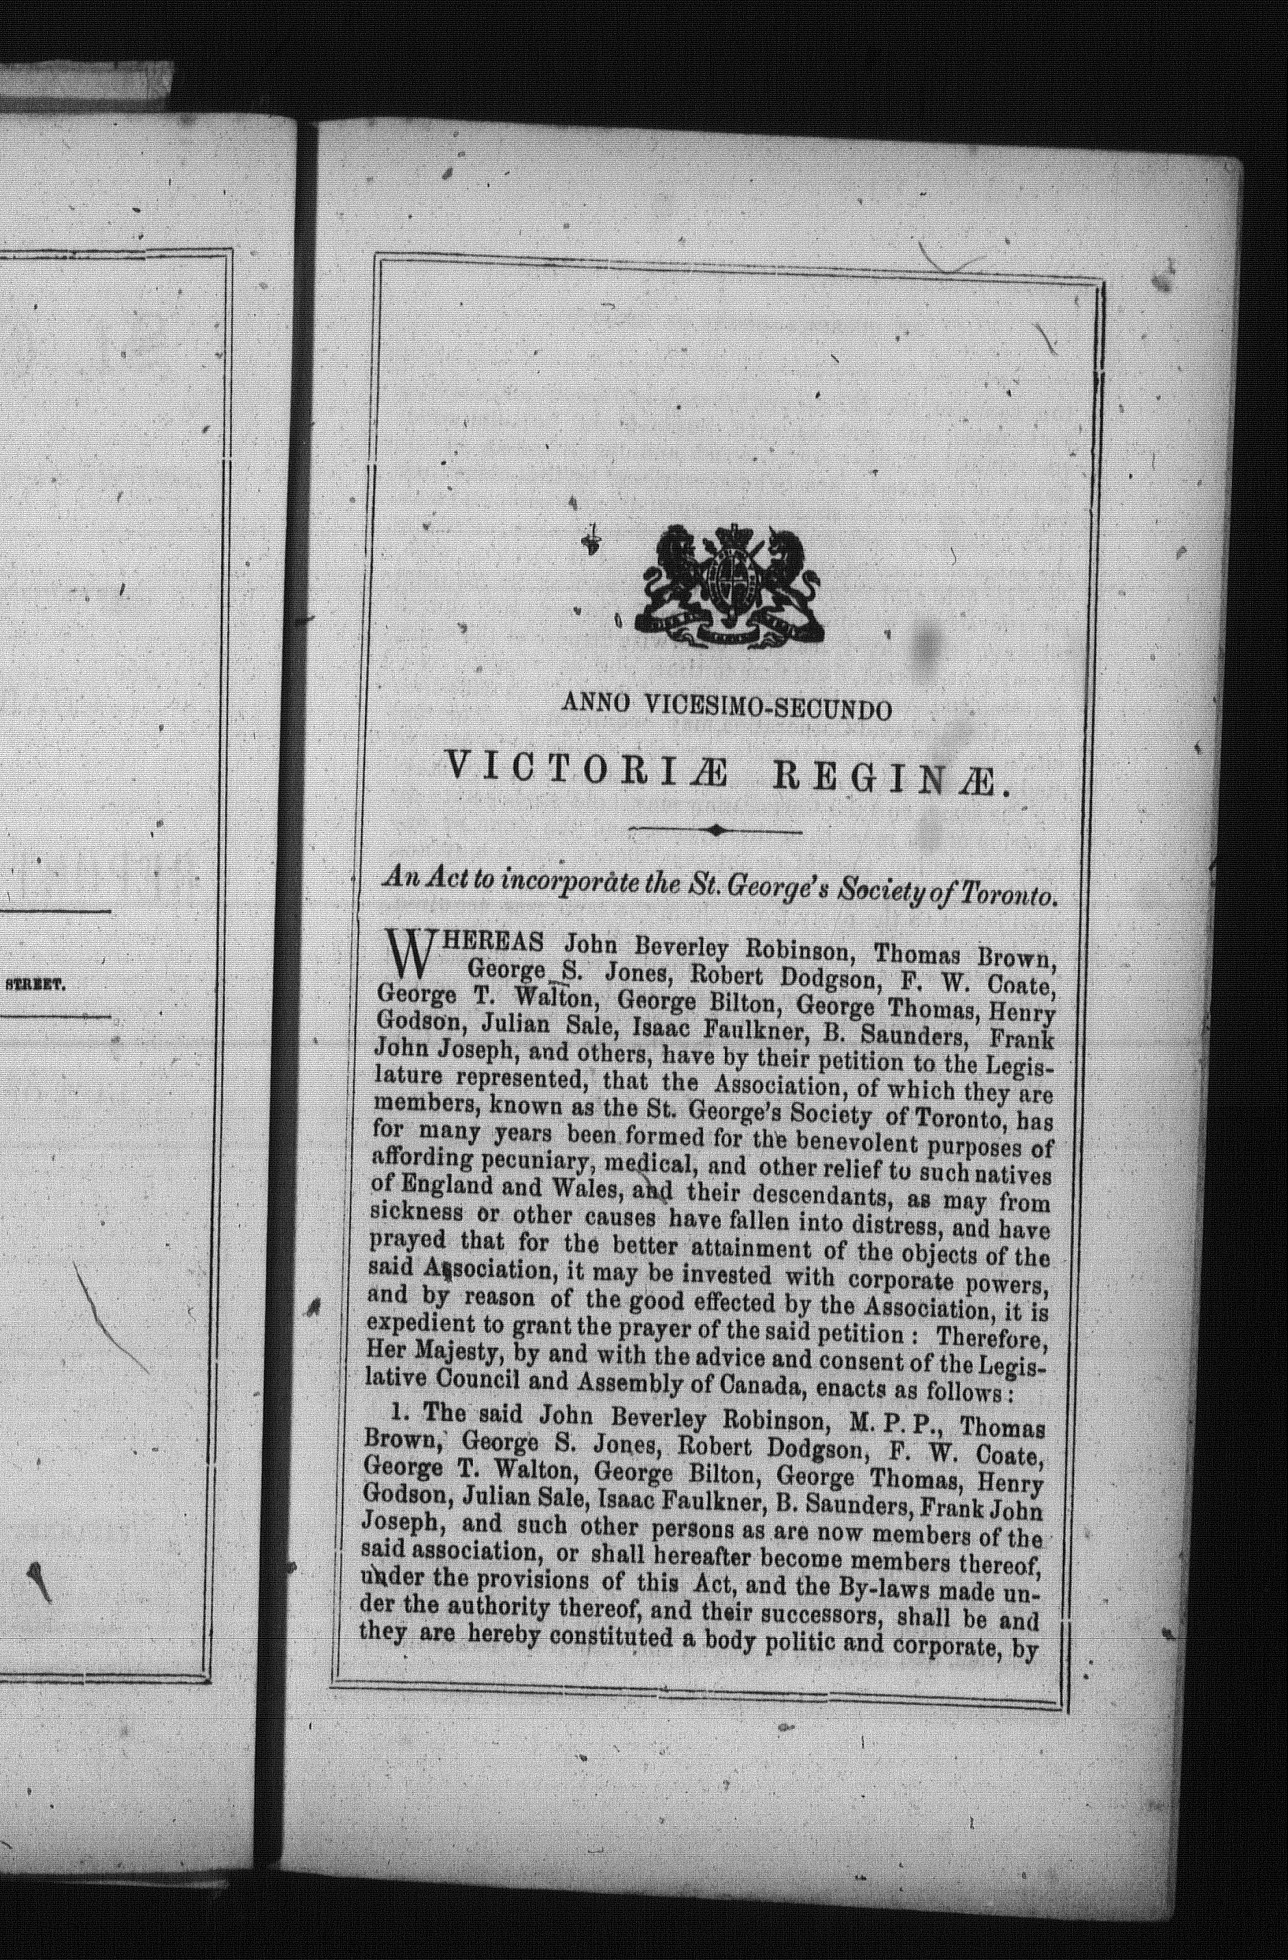 STREET.
ANNO VICESIMO-SECUNDO
VICTORIÆ REGINÆ.
An Act to incorporate the St. George's Society of Toronto.
WHEREAS John Beverley Robinson, Thomas Brown,
George S. Jones, Robert Dodgson, F. W. Coate,
George T. Walton, George Bilton, George Thomas, Henry
Godson, Julian Sale, Isaac Faulkner, B. Saunders, Frank
John Joseph, and others, have by their petition to the Legis-
lature represented, that the Association, of which they are
members, known as the St. George's Society of Toronto, has
for many years been formed for the benevolent purposes of
affording pecuniary, medical, and other relief to such natives
of England and Wales, and their descendants, as may from
sickness or other causes have fallen into distress, and have
prayed that for the better attainment of the objects of the
said Association, it may be invested with corporate powers,
and by reason of the good effected by the Association, it is
expedient to grant the prayer of the said petition : Therefore,
Her Majesty, by and with the advice and consent of the Legis-
lative Council and Assembly of Canada, enacts as follows :
1. The said John Beverley Robinson, M. P. P., Thomas
Brown, George S. Jones, Robert Dodgson, F. W. Coate,
George T. Walton, George Bilton, George Thomas, Henry
Godson, Julian Sale, Isaac Faulkner, B. Saunders, Frank John
Joseph, and such other persons as are now members of the
said association, or shall hereafter become members thereof,
under the provisions of this Act, and the By-laws made un-
der the authority thereof, and their successors, shall be and
they are hereby constituted a body politic and corporate, by